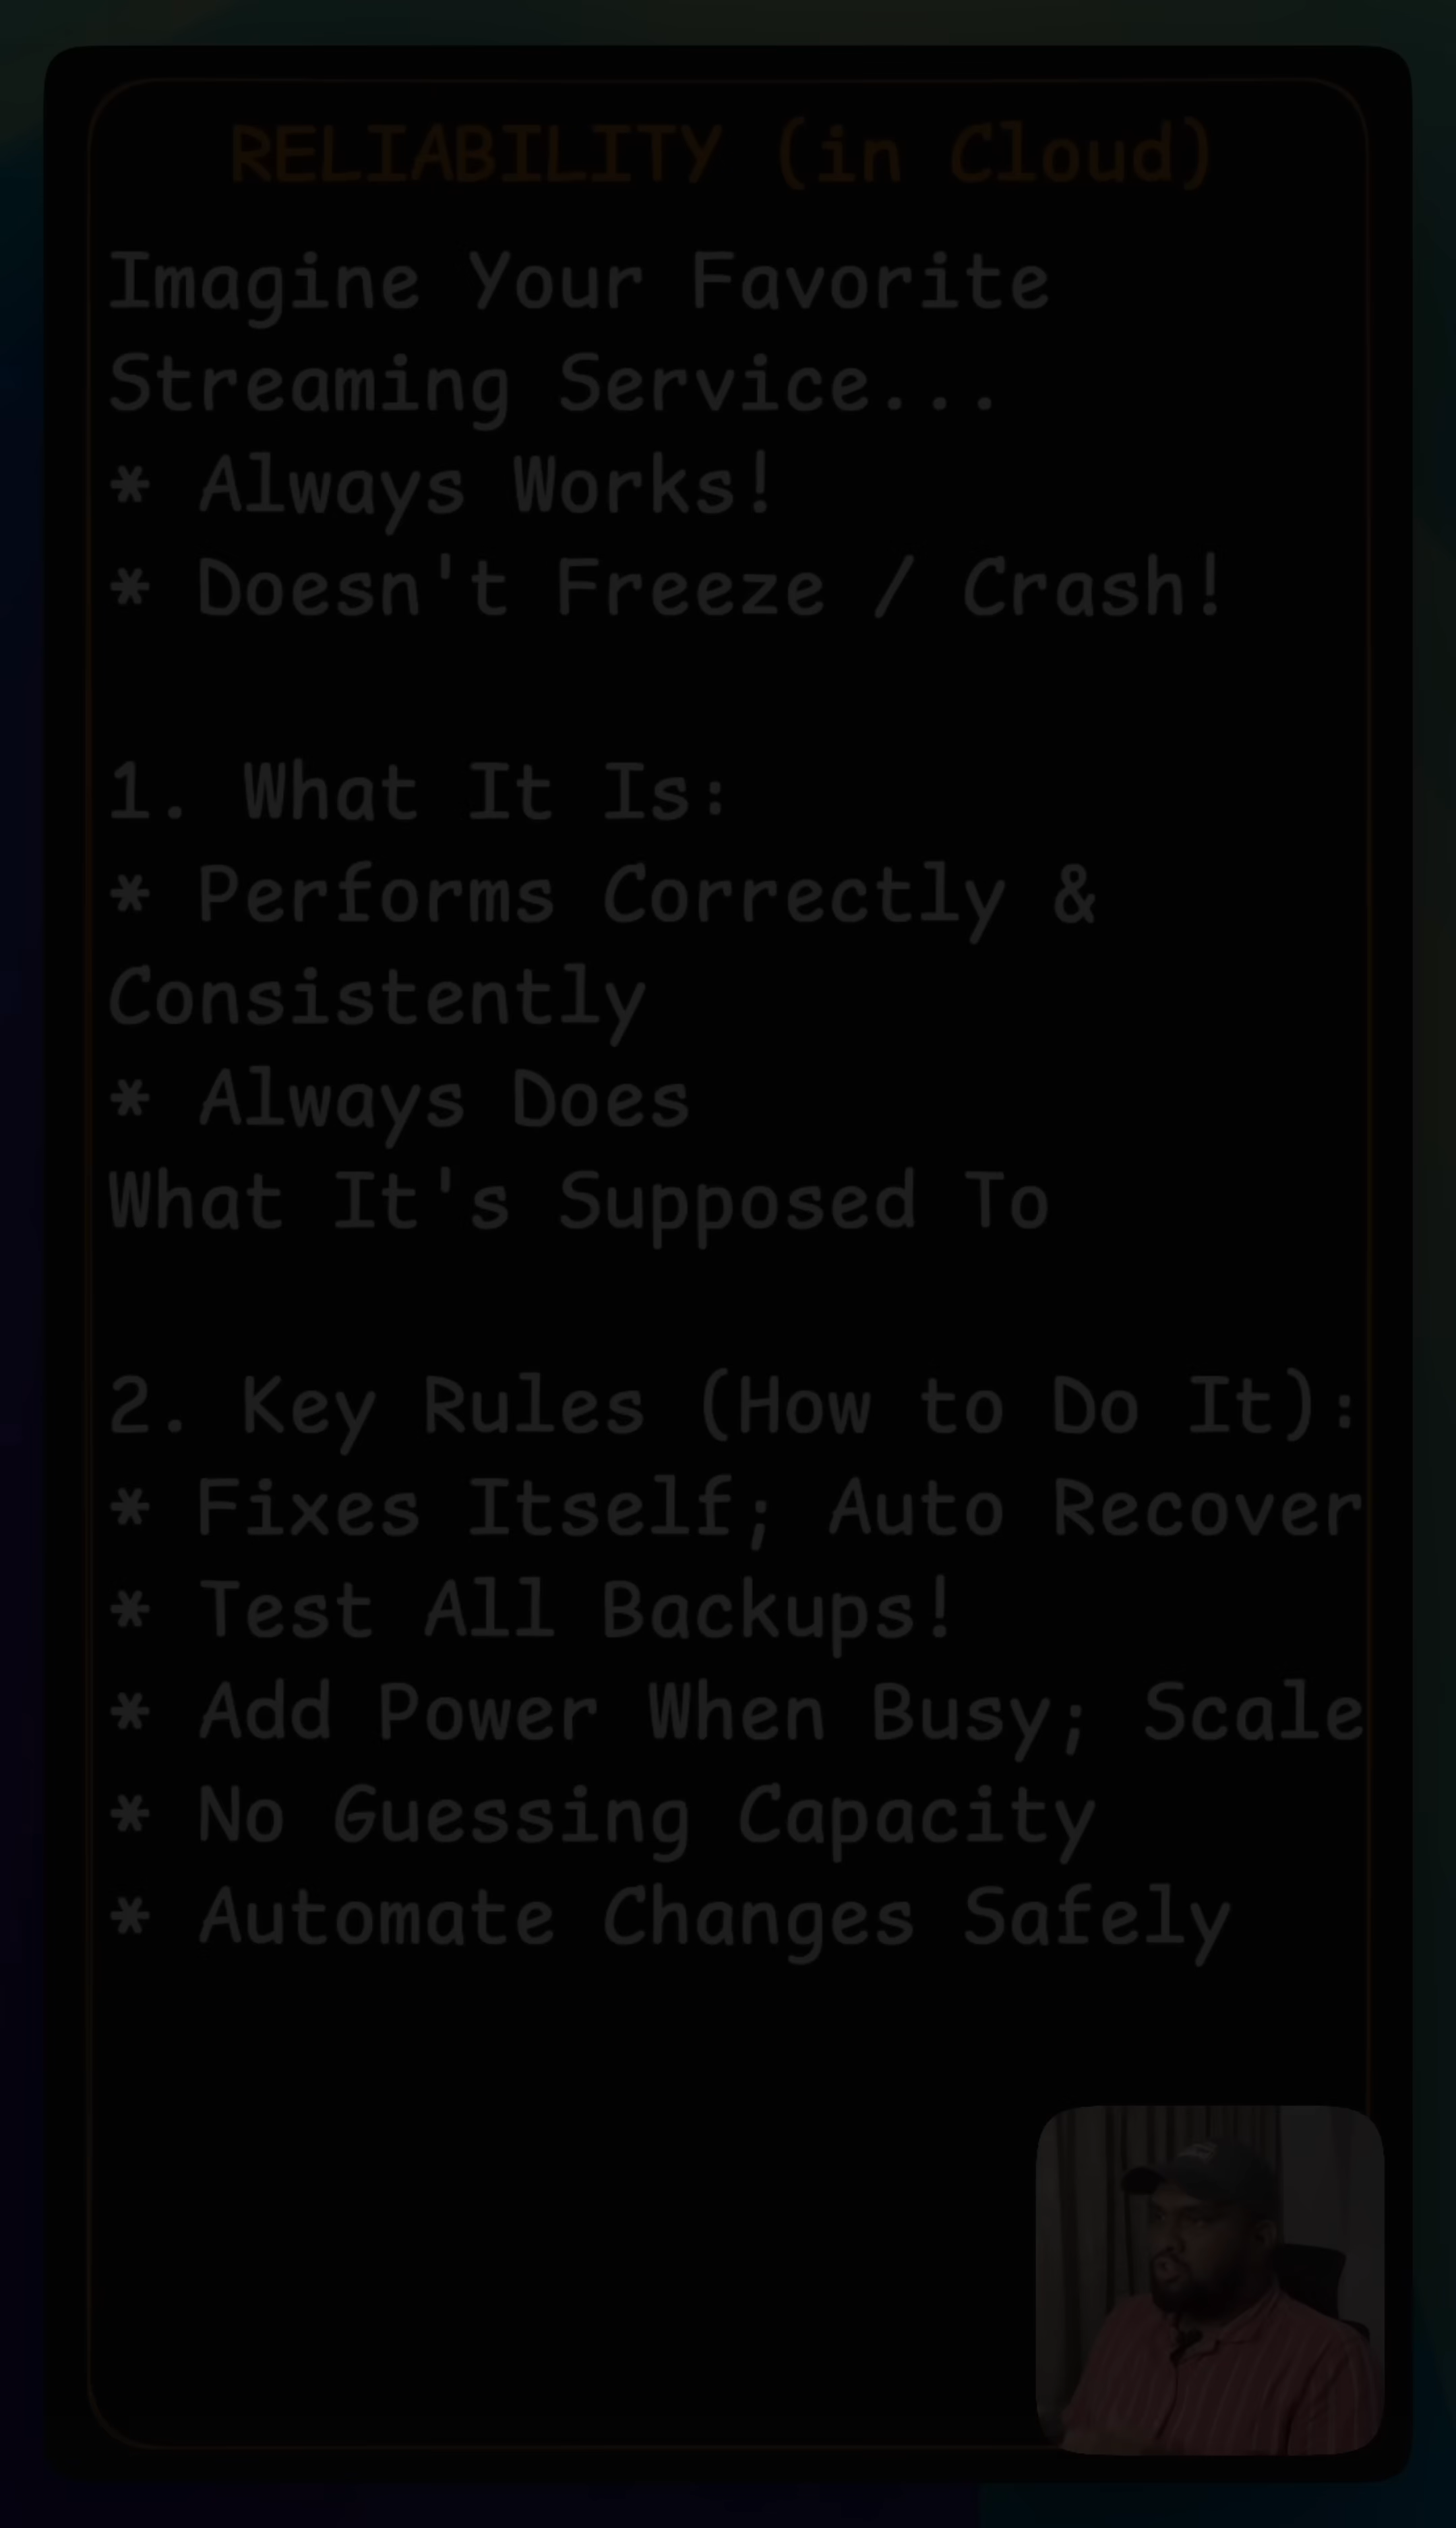 RELIABILITY (in Cloud)
Imagine Your Favorite
Streaming Service...
* Always Works!
* Doesn't Freeze / Crash!
1. What It Is:
* Performs Correctly &
Consistently
* Always Does
What It's Supposed To
2. Key Rules (How to Do It):
* Fixes Itself; Auto Recover
* Test All Backups!
* Add Power When Busy; Scale
* No Guessing Capacity
* Automate Changes Safely